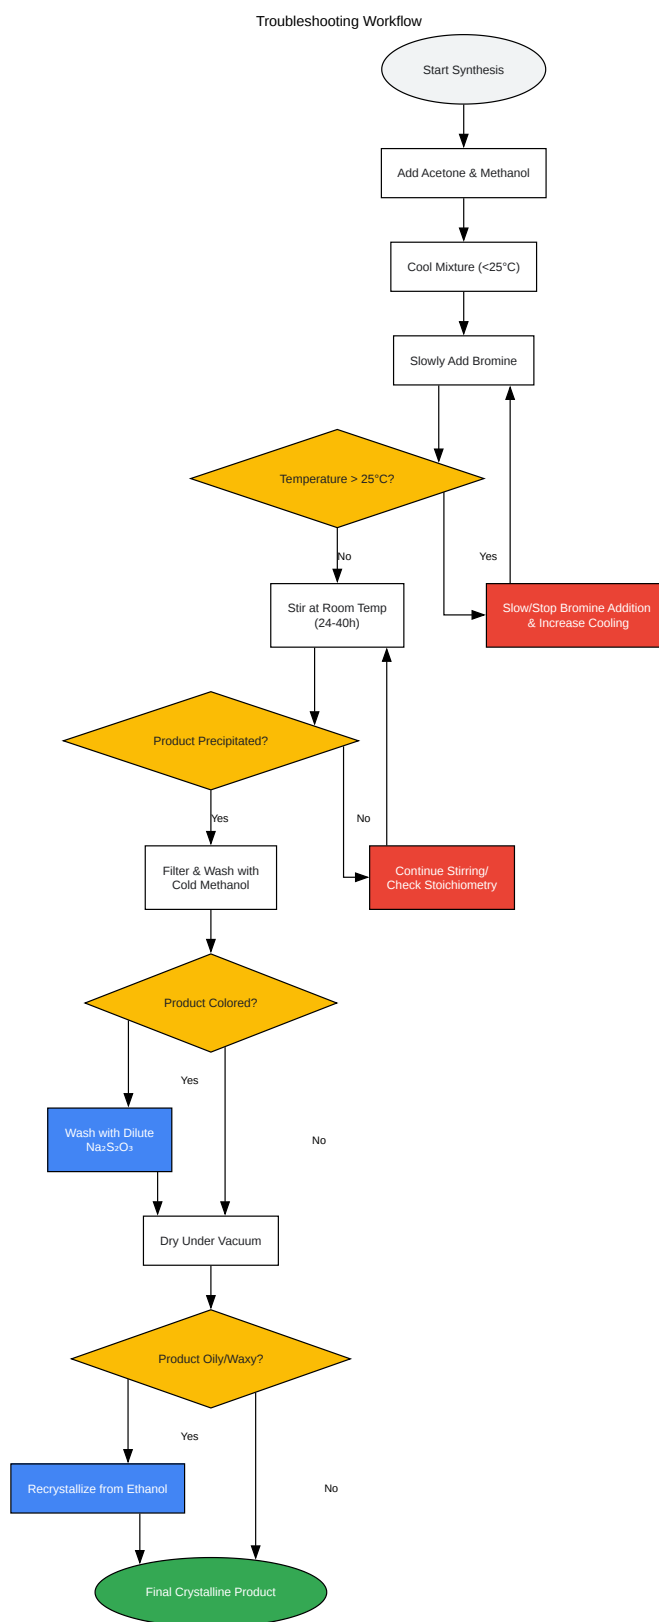 Troubleshooting Workflow
Start Synthesis
Add Acetone & Methanol
Cool Mixture (<25°C)
Slowly Add Bromine
Temperature > 25°C?
No
Yes
Stir at Room Temp
(24-40h)
Slow/Stop Bromine Addition
& Increase Cooling
Product Precipitated?
Yes
No
Filter & Wash with
Cold Methanol
Continue Stirring/
Check Stoichiometry
Product Colored?
Yes
Wash with Dilute
Na₂S₂O₃
No
Dry Under Vacuum
Product Oily/Waxy?
Yes
Recrystallize from Ethanol
No
Final Crystalline Product